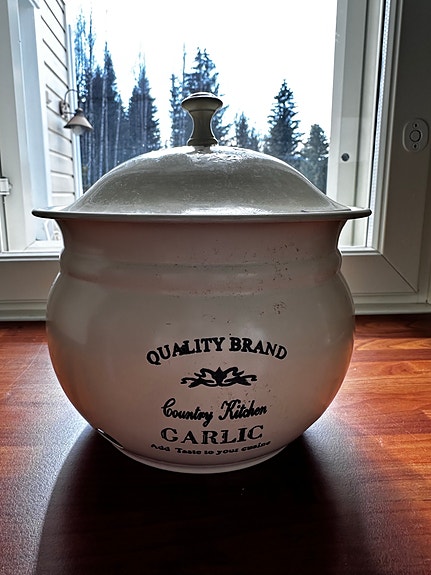 QUALITY BRAND
Country Kitchen
GARLIC
Add Taste to your cuisine